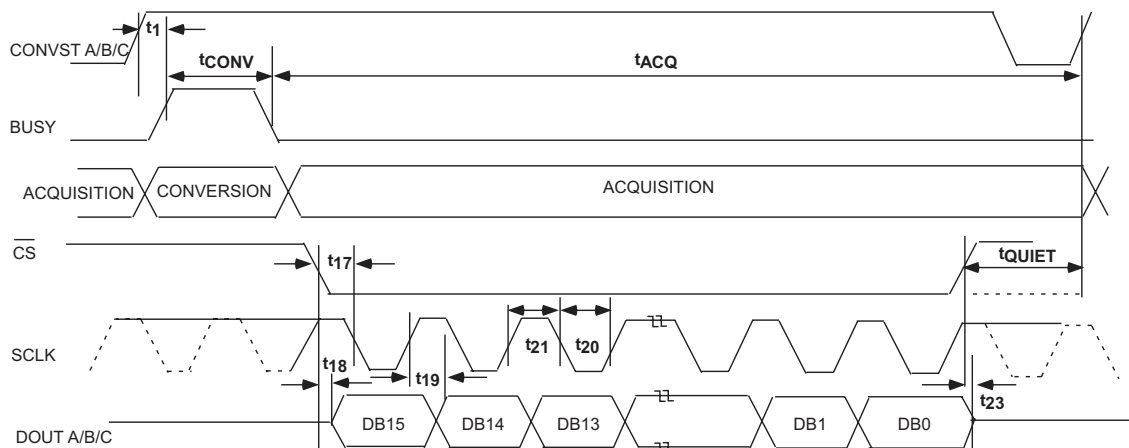 CONVST A/B/C
t1
tCONV
tACQ
BUSY
ACQUISITION
CONVERSION
ACQUISITION
CS
t17
tQUIET
SCLK
t21
t20
t18
t19
t23
DOUT A/B/C
DB15
DB14
DB13
DB1
DB0